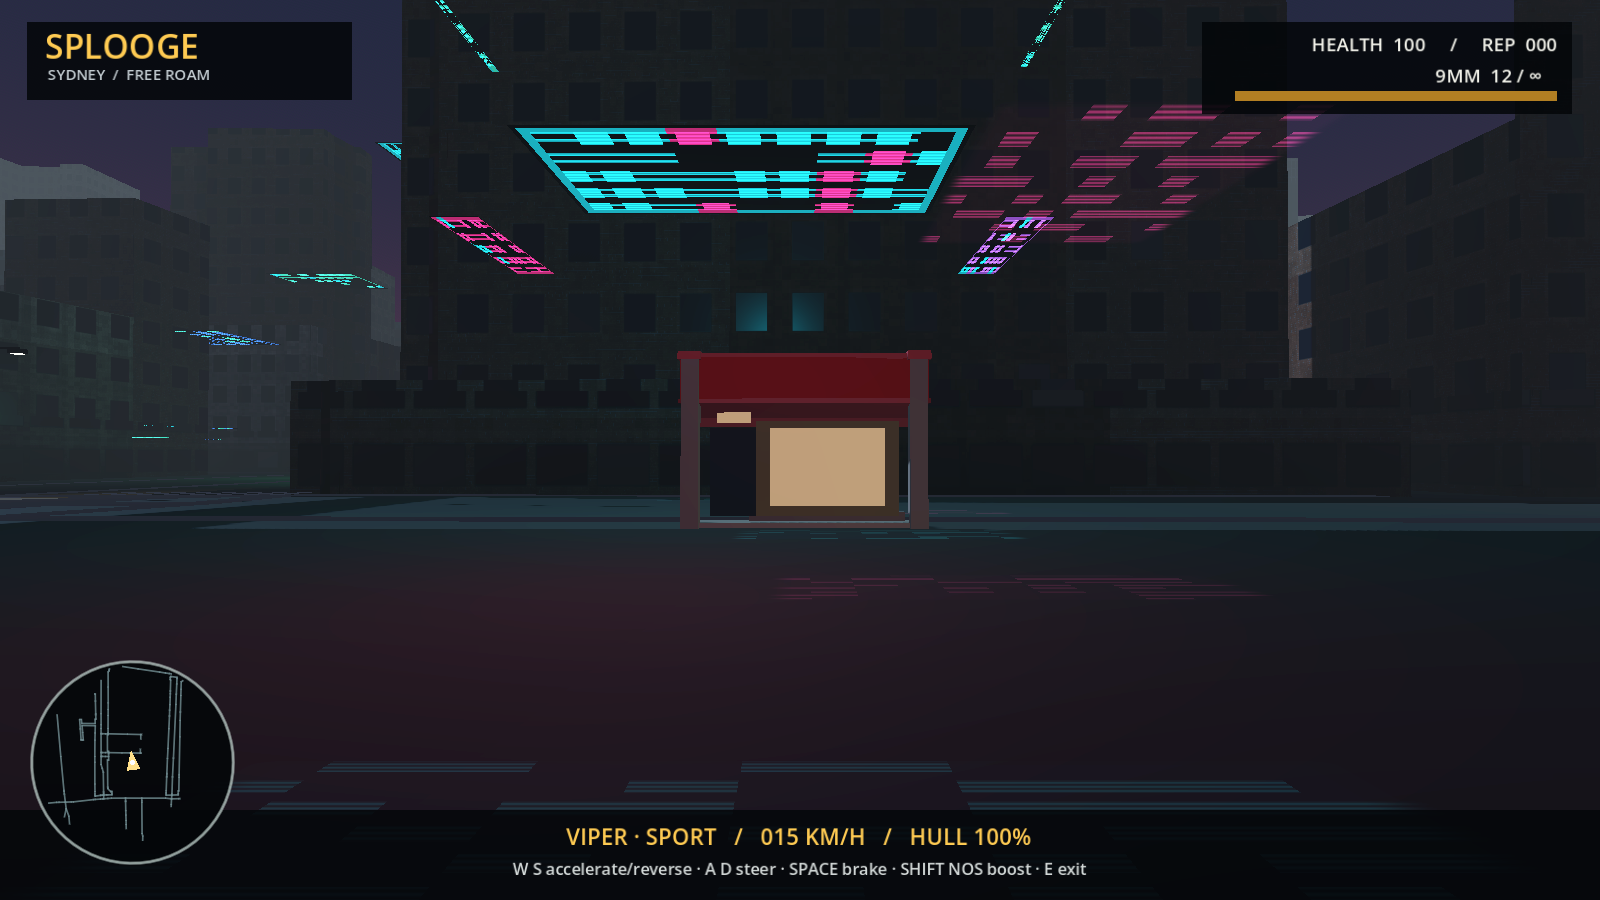 SPLOOGE
SYDNEY / FREE ROAM
HEALTH 100 / REP 000
9MM 12 / ∞
VIPER · SPORT / 015 KM/H / HULL 100%
W S accelerate/reverse · A D steer · SPACE brake · SHIFT NOS boost · E exit